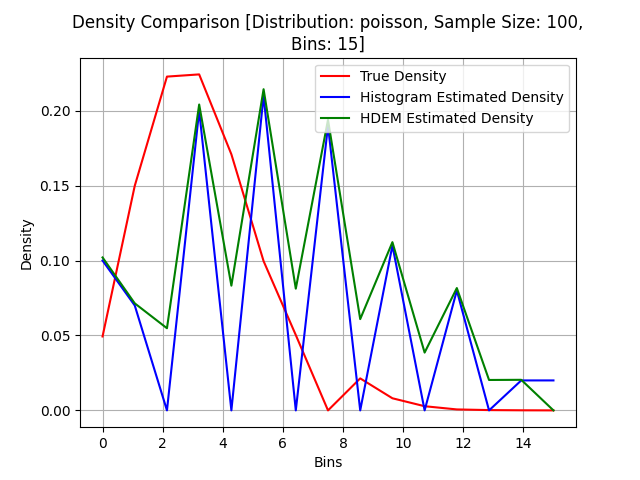 Density Comparison [Distribution: poisson, Sample Size: 100,
Bins: 15]
True Density
Histogram Estimated Density
HDEM Estimated Density
Density
0.20
0.15
0.10
0.05
0.00
0 2 4 6 8 10 12 14
Bins